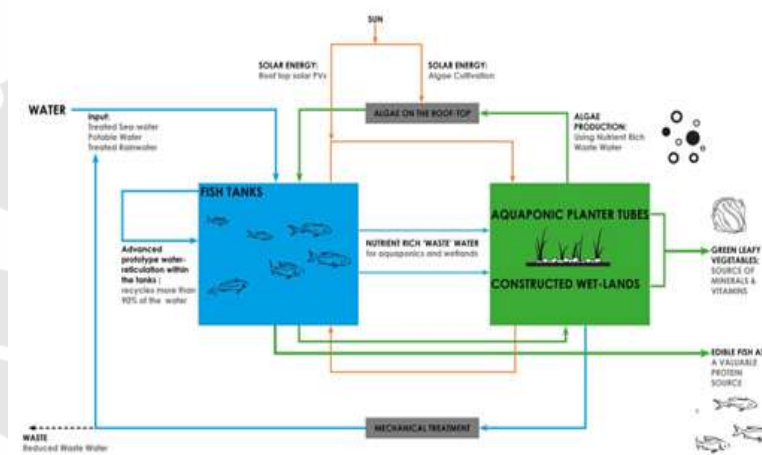 SUN
SOLAR ENERGY:
Roof top solar PVs
SOLAR ENERGY:
Algae Cultivation
WATER
Input:
Treated Sea water
Potable Water
Treated Rainwater
ALGAE ON THE ROOF-TOP
ALGAE
PRODUCTION:
Using Nutrient Rich
Waste Water
FISH TANKS
AQUAPONIC PLANTER TUBES
CONSTRUCTED WET-LANDS
NUTRIENT RICH 'WASTE' WATER
for aquaponics and wetlands
Advanced
prototype water-
reticulation within
the tanks :
recycles more than
90% of the water
GREEN LEAFY
VEGETABLES:
SOURCE OF
MINERALS &
VITAMINS
EDIBLE FISH AS
A VALUABLE
PROTEIN
SOURCE
MECHANICAL TREATMENT
WASTE
Reduced Waste Water